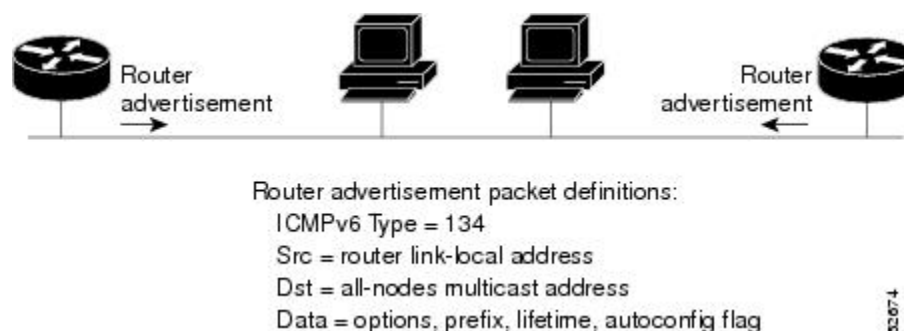 Router
advertisement
Router
advertisement
Router advertisement packet definitions:
ICMPv6 Type = 134
Src = router link-local address
Dst = all-nodes multicast address
Data = options, prefix, lifetime, autoconfig flag
52674